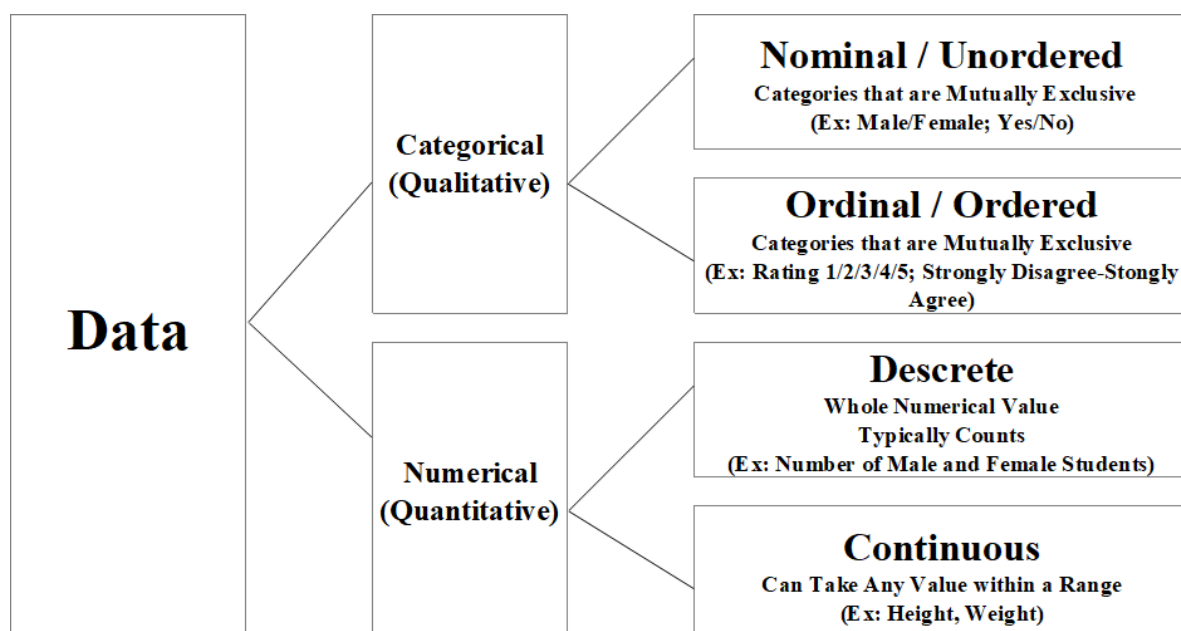 Data
Categorical
(Qualitative)
Numerical
(Quantitative)
Nominal / Unordered
Categories that are Mutually Exclusive
(Ex: Male/Female; Yes/No)
Ordinal / Ordered
Categories that are Mutually Exclusive
(Ex: Rating 1/2/3/4/5; Strongly Disagree-Stongly
Agree)
Descrete
Whole Numerical Value
Typically Counts
(Ex: Number of Male and Female Students)
Continuous
Can Take Any Value within a Range
(Ex: Height, Weight)